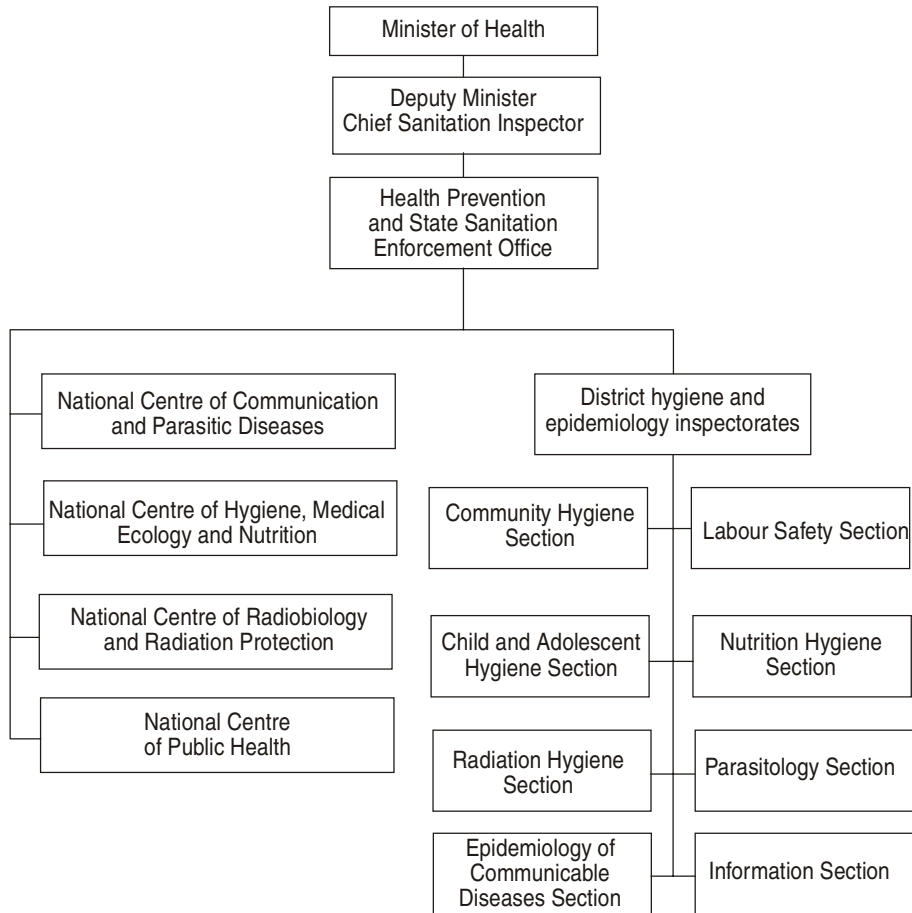 Minister of Health
Deputy Minister
Chief Sanitation Inspector
Health Prevention
and State Sanitation
Enforcement Office
National Centre of Communication
and Parasitic Diseases
National Centre of Hygiene, Medical
Ecology and Nutrition
National Centre of Radiobiology
and Radiation Protection
National Centre
of Public Health
District hygiene and
epidemiology inspectorates
Community Hygiene
Section
Labour Safety Section
Child and Adolescent
Hygiene Section
Nutrition Hygiene
Section
Radiation Hygiene
Section
Parasitology Section
Epidemiology of
Communicable
Diseases Section
Information Section